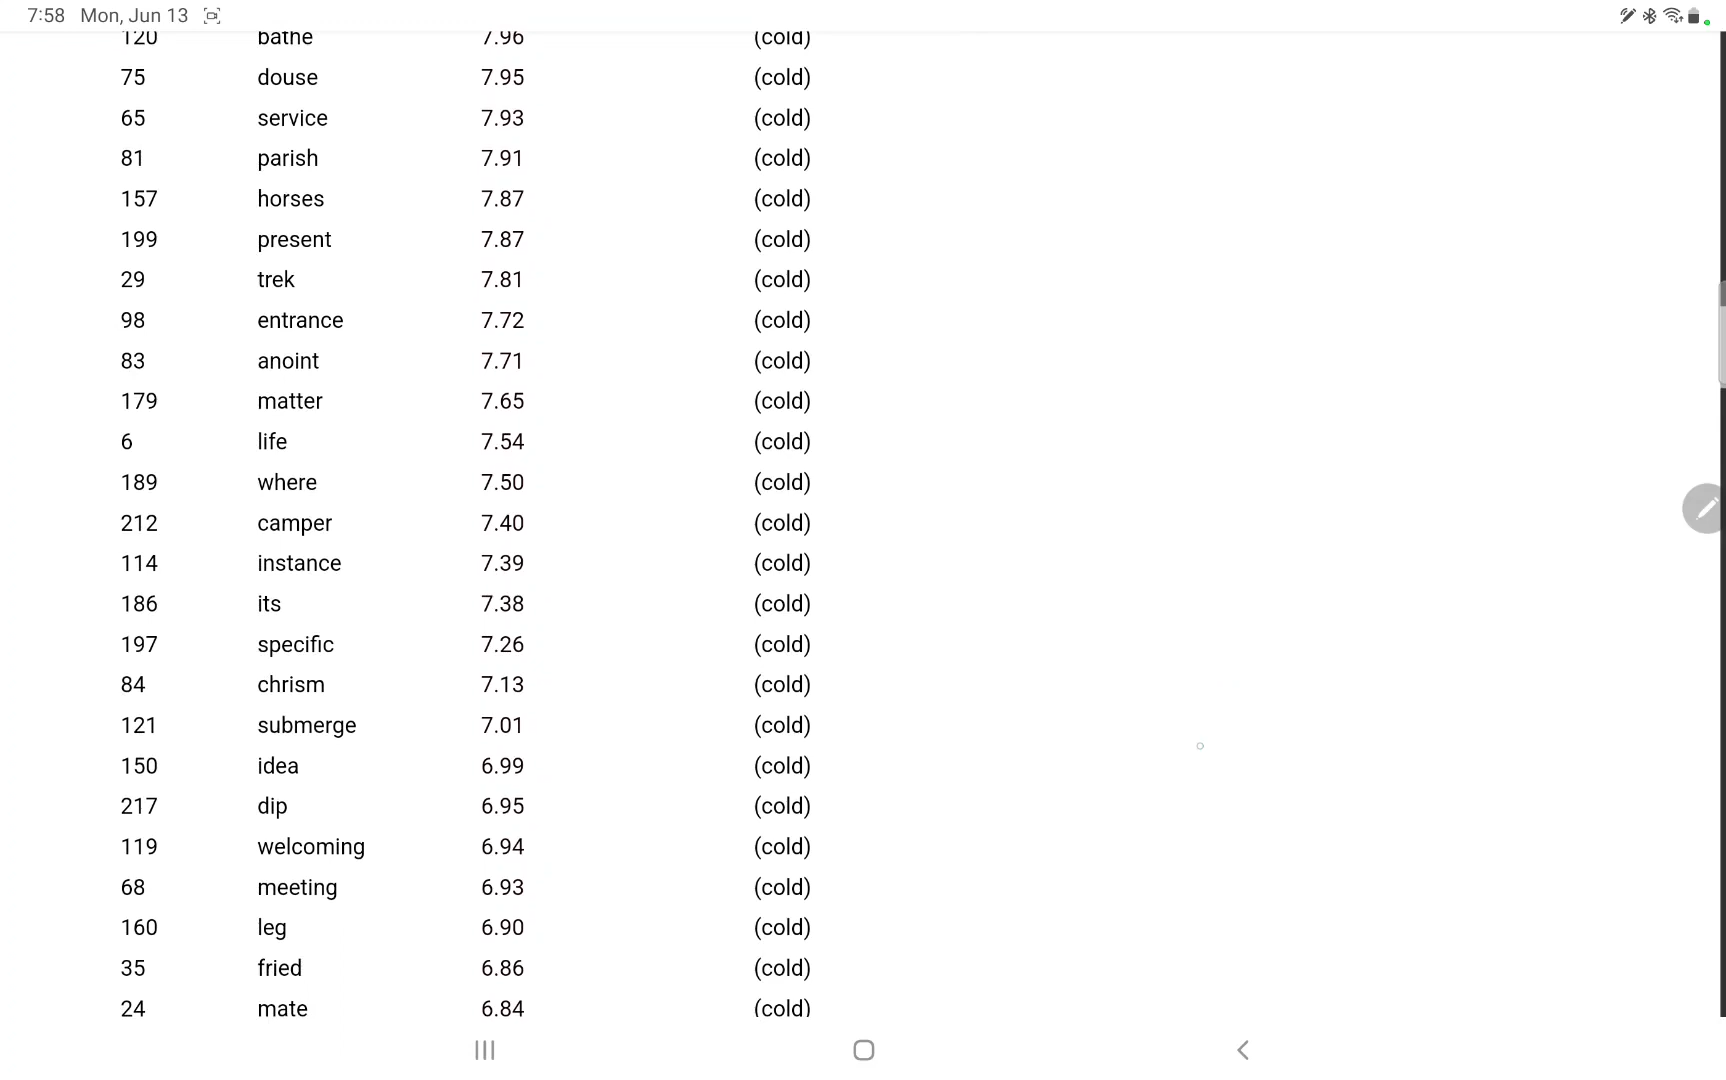 7:58 Mon, Jun 13
120 bathe 7.96 (cold)
75 douse 7.95 (cold)
65 service 7.93 (cold)
81 parish 7.91 (cold)
157 horses 7.87 (cold)
199 present 7.87 (cold)
29 trek 7.81 (cold)
98 entrance 7.72 (cold)
83 anoint 7.71 (cold)
179 matter 7.65 (cold)
6 life 7.54 (cold)
189 where 7.50 (cold)
212 camper 7.40 (cold)
114 instance 7.39 (cold)
186 its 7.38 (cold)
197 specific 7.26 (cold)
84 chrism 7.13 (cold)
121 submerge 7.01 (cold)
150 idea 6.99 (cold)
217 dip 6.95 (cold)
119 welcoming 6.94 (cold)
68 meeting 6.93 (cold)
160 leg 6.90 (cold)
35 fried 6.86 (cold)
24 mate 6.84 (cold)